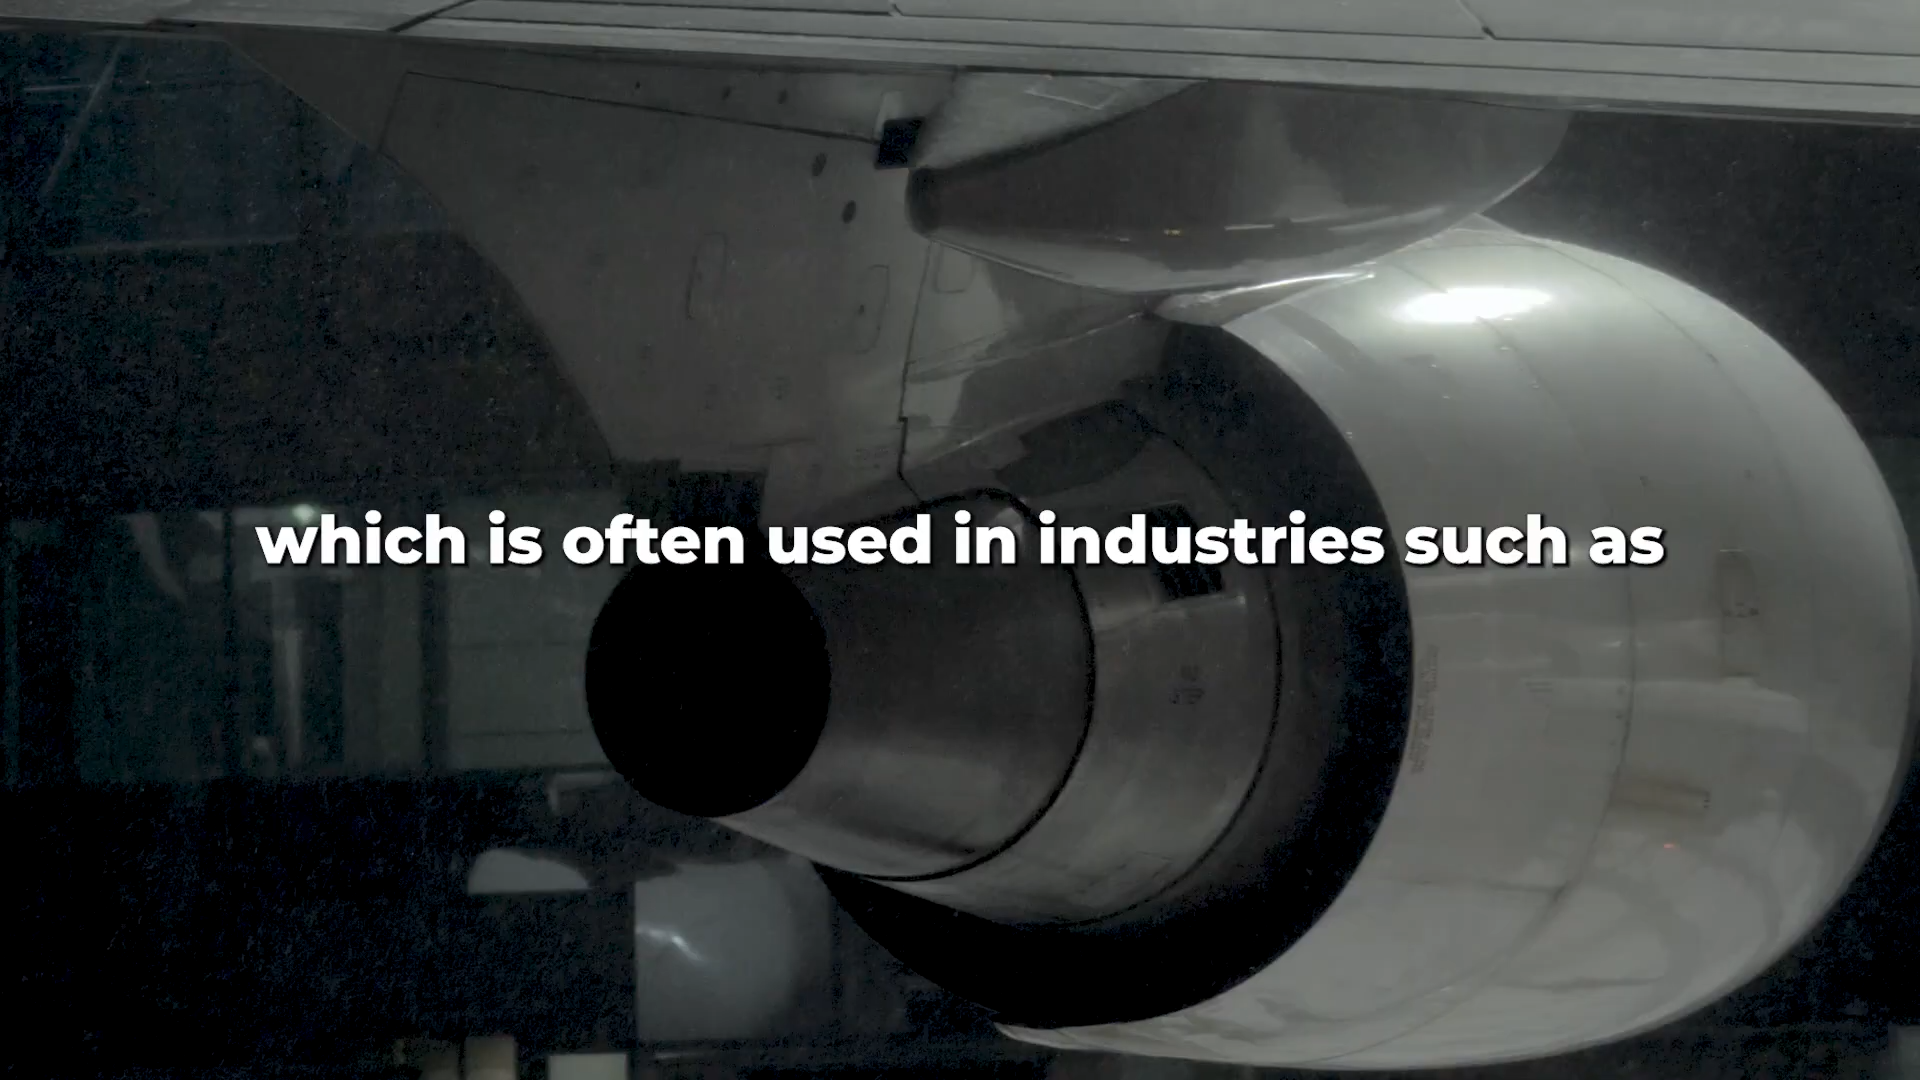 which is often used in industries such as